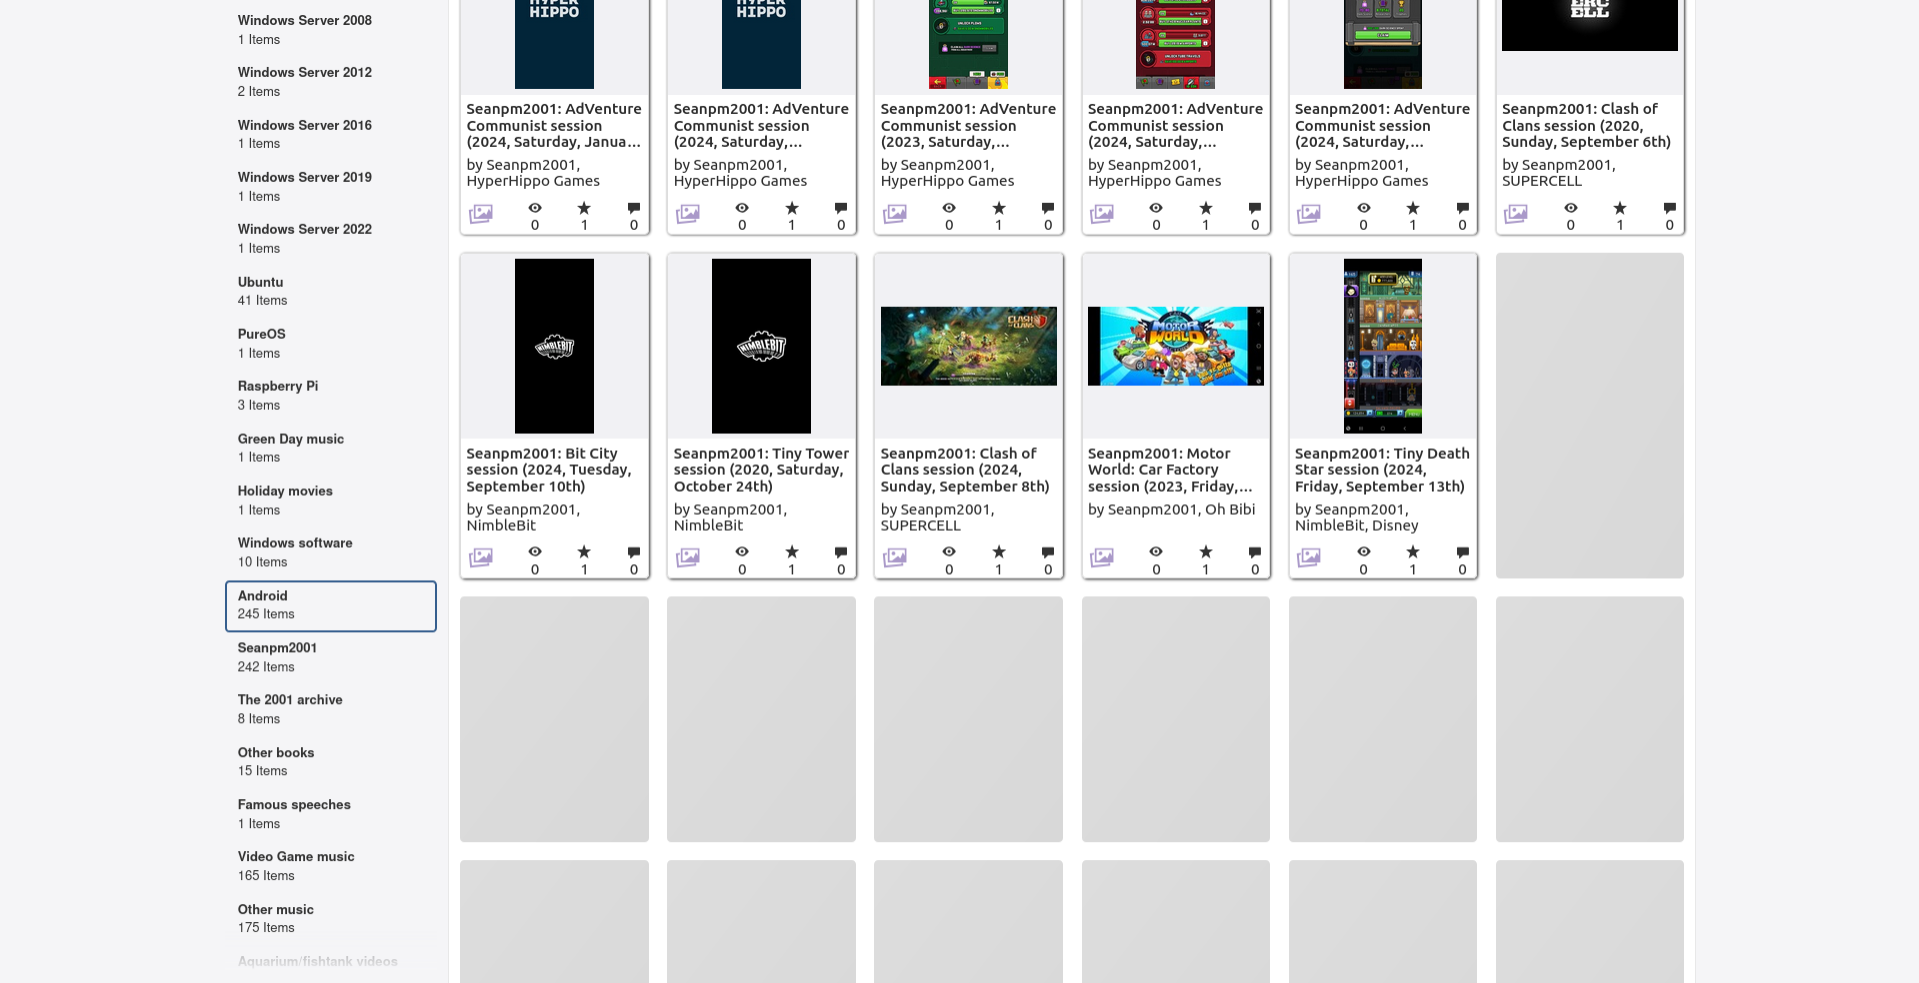 Windows Server 2008
1 Items
Windows Server 2012
2 Items
Windows Server 2016
1 Items
Windows Server 2019
1 Items
Windows Server 2022
1 Items
Ubuntu
41 Items
PureOS
1 Items
Raspberry Pi
3 Items
Green Day music
1 Items
Holiday movies
1 Items
Windows software
10 Items
Android
245 Items
Seanpm2001
242 Items
The 2001 archive
8 Items
Other books
15 Items
Famous speeches
1 Items
Video Game music
165 Items
Other music
175 Items
Aquarium/fishtank videos
HIPPO
Seanpm2001: AdVenture
Communist session
(2024, Saturday, Janua...
by Seanpm2001,
HyperHippo Games
0 1 0
HIPPO
Seanpm2001: AdVenture
Communist session
(2024, Saturday,...
by Seanpm2001,
HyperHippo Games
0 1 0
Seanpm2001: AdVenture
Communist session
(2023, Saturday,...
by Seanpm2001,
HyperHippo Games
0 1 0
Seanpm2001: AdVenture
Communist session
(2024, Saturday,...
by Seanpm2001,
HyperHippo Games
0 1 0
Seanpm2001: AdVenture
Communist session
(2024, Saturday,...
by Seanpm2001,
HyperHippo Games
0 1 0
ELL
Seanpm2001: Clash of
Clans session (2020,
Sunday, September 6th)
by Seanpm2001,
SUPERCELL
0 1 0
NIMBLEBIT
Seanpm2001: Bit City
session (2024, Tuesday,
September 10th)
by Seanpm2001,
NimbleBit
0 1 0
NIMBLEBIT
Seanpm2001: Tiny Tower
session (2020, Saturday,
October 24th)
by Seanpm2001,
NimbleBit
0 1 0
CLASH OF CLANS
Seanpm2001: Clash of
Clans session (2024,
Sunday, September 8th)
by Seanpm2001,
SUPERCELL
0 1 0
MOTOR
WORLD
Seanpm2001: Motor
World: Car Factory
session (2023, Friday,...
by Seanpm2001, Oh Bibi
0 1 0
Seanpm2001: Tiny Death
Star session (2024,
Friday, September 13th)
by Seanpm2001,
NimbleBit, Disney
0 1 0